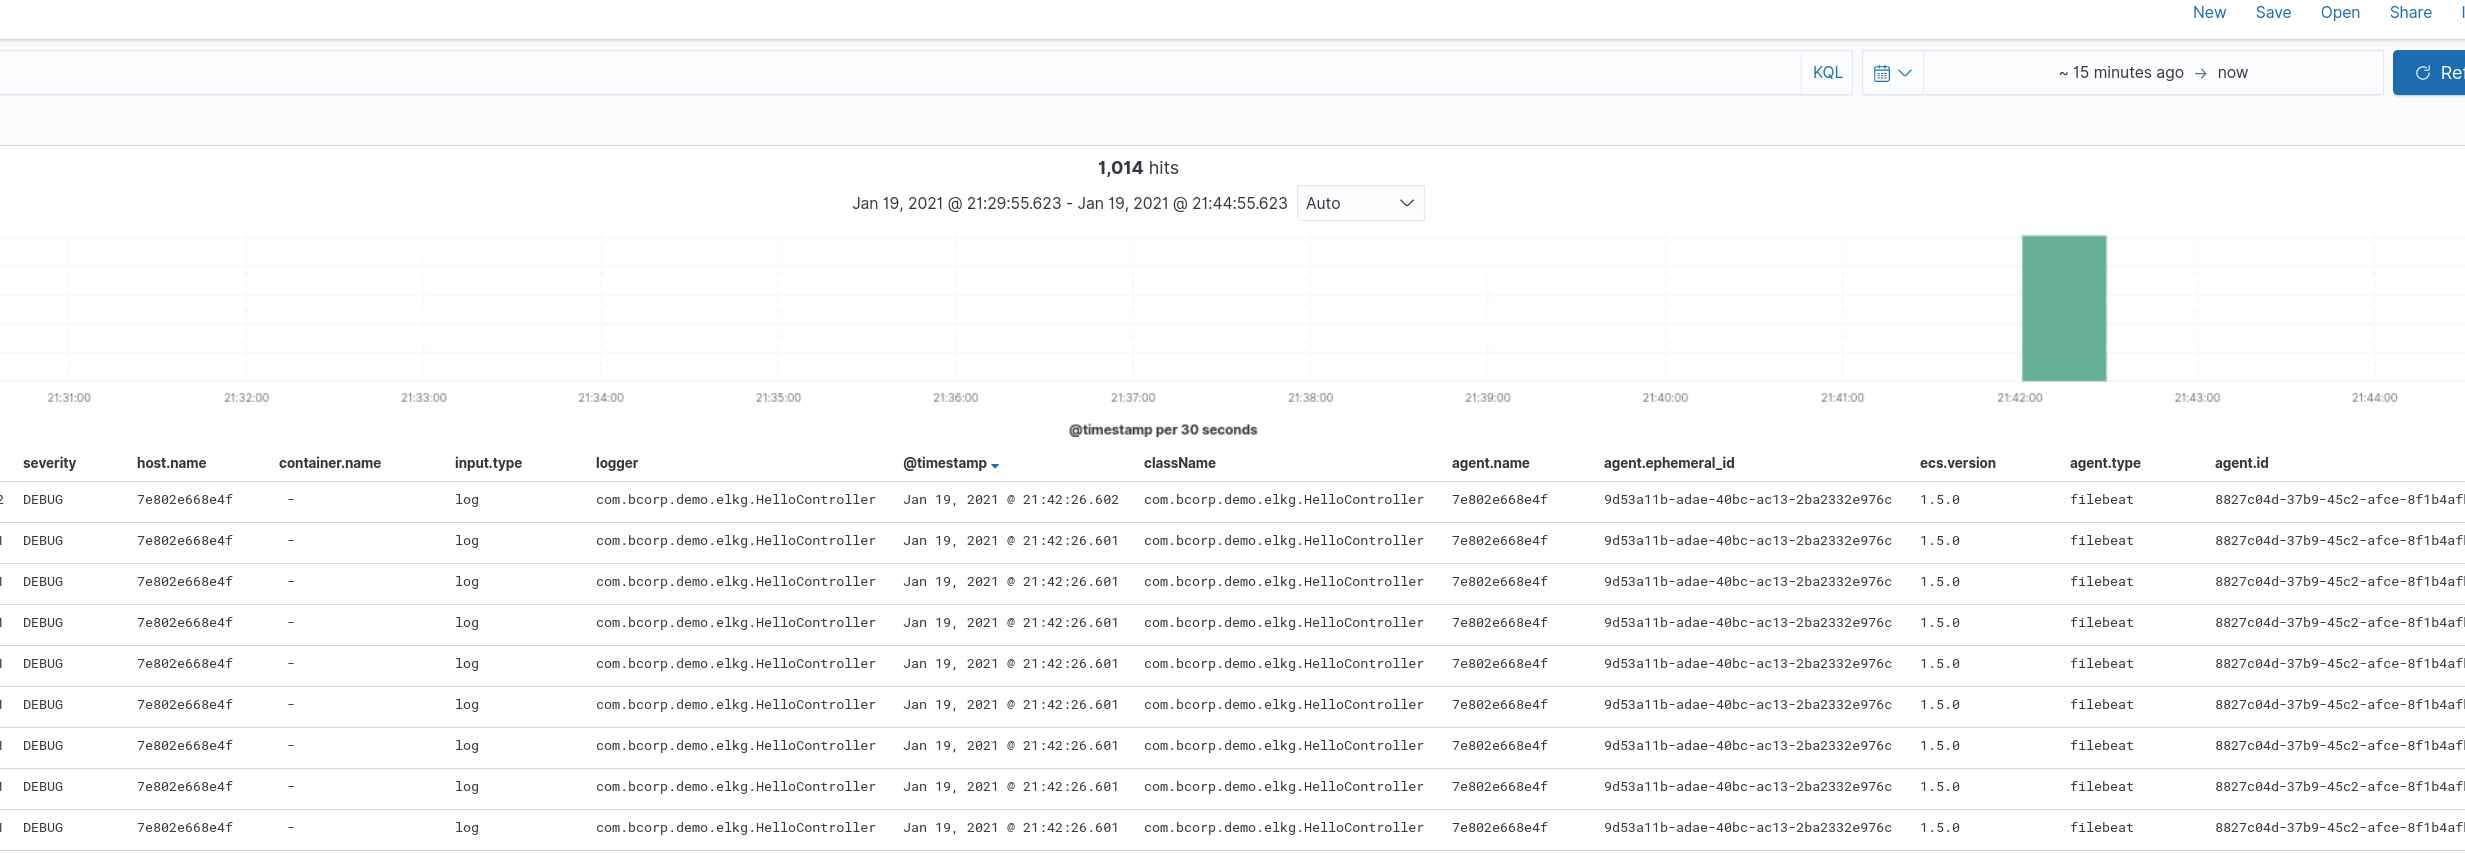 New Save Open Share
KQL ~ 15 minutes ago → now
1,014 hits
Jan 19, 2021 @ 21:29:55.623 - Jan 19, 2021 @ 21:44:55.623 Auto
21:31:00 21:32:00 21:33:00 21:34:00 21:35:00 21:36:00 21:37:00 21:38:00 21:39:00 21:40:00 21:41:00 21:42:00 21:43:00 21:44:00
@timestamp per 30 seconds
severity host.name container.name input.type logger @timestamp className agent.name agent.ephemeral_id ecs.version agent.type agent.id
DEBUG 7e802e668e4f - log com.bcorp.demo.elkg.HelloController Jan 19, 2021 @ 21:42:26.602 com.bcorp.demo.elkg.HelloController 7e802e668e4f 9d53a11b-adae-40bc-ac13-2ba2332e976c 1.5.0 filebeat 8827c04d-37b9-45c2-afce-8f1b4af
DEBUG 7e802e668e4f - log com.bcorp.demo.elkg.HelloController Jan 19, 2021 @ 21:42:26.601 com.bcorp.demo.elkg.HelloController 7e802e668e4f 9d53a11b-adae-40bc-ac13-2ba2332e976c 1.5.0 filebeat 8827c04d-37b9-45c2-afce-8f1b4af
DEBUG 7e802e668e4f - log com.bcorp.demo.elkg.HelloController Jan 19, 2021 @ 21:42:26.601 com.bcorp.demo.elkg.HelloController 7e802e668e4f 9d53a11b-adae-40bc-ac13-2ba2332e976c 1.5.0 filebeat 8827c04d-37b9-45c2-afce-8f1b4af
DEBUG 7e802e668e4f - log com.bcorp.demo.elkg.HelloController Jan 19, 2021 @ 21:42:26.601 com.bcorp.demo.elkg.HelloController 7e802e668e4f 9d53a11b-adae-40bc-ac13-2ba2332e976c 1.5.0 filebeat 8827c04d-37b9-45c2-afce-8f1b4af
DEBUG 7e802e668e4f - log com.bcorp.demo.elkg.HelloController Jan 19, 2021 @ 21:42:26.601 com.bcorp.demo.elkg.HelloController 7e802e668e4f 9d53a11b-adae-40bc-ac13-2ba2332e976c 1.5.0 filebeat 8827c04d-37b9-45c2-afce-8f1b4af
DEBUG 7e802e668e4f - log com.bcorp.demo.elkg.HelloController Jan 19, 2021 @ 21:42:26.601 com.bcorp.demo.elkg.HelloController 7e802e668e4f 9d53a11b-adae-40bc-ac13-2ba2332e976c 1.5.0 filebeat 8827c04d-37b9-45c2-afce-8f1b4af
DEBUG 7e802e668e4f - log com.bcorp.demo.elkg.HelloController Jan 19, 2021 @ 21:42:26.601 com.bcorp.demo.elkg.HelloController 7e802e668e4f 9d53a11b-adae-40bc-ac13-2ba2332e976c 1.5.0 filebeat 8827c04d-37b9-45c2-afce-8f1b4af
DEBUG 7e802e668e4f - log com.bcorp.demo.elkg.HelloController Jan 19, 2021 @ 21:42:26.601 com.bcorp.demo.elkg.HelloController 7e802e668e4f 9d53a11b-adae-40bc-ac13-2ba2332e976c 1.5.0 filebeat 8827c04d-37b9-45c2-afce-8f1b4af
DEBUG 7e802e668e4f - log com.bcorp.demo.elkg.HelloController Jan 19, 2021 @ 21:42:26.601 com.bcorp.demo.elkg.HelloController 7e802e668e4f 9d53a11b-adae-40bc-ac13-2ba2332e976c 1.5.0 filebeat 8827c04d-37b9-45c2-afce-8f1b4af